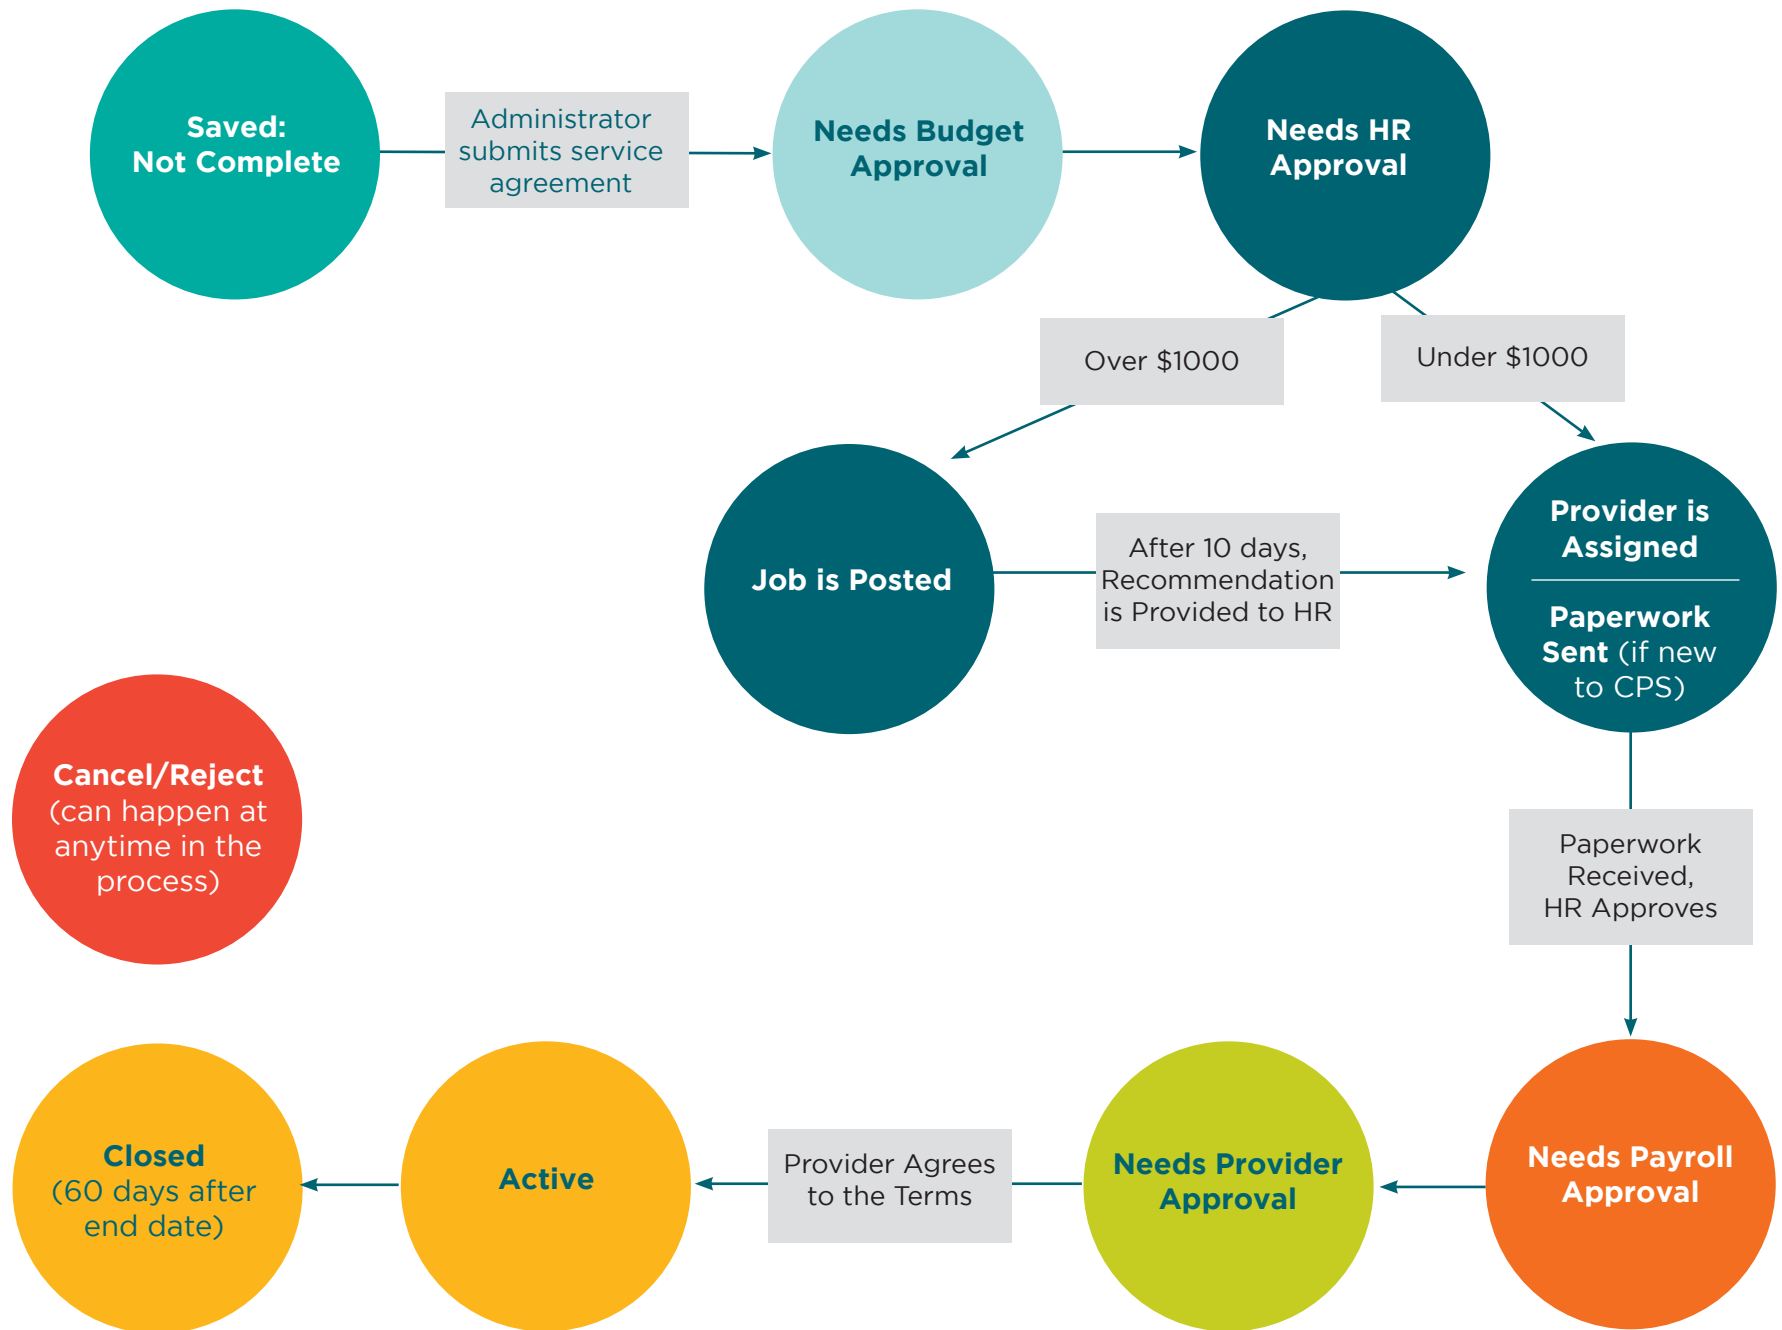 Saved:
Not Complete
Administrator
submits service
agreement
Needs Budget
Approval
Needs HR
Approval
Over $1000
Under $1000
Job is Posted
After 10 days,
Recommendation
is Provided to HR
Provider is
Assigned
Paperwork
Sent (if new
to CPS)
Cancel/Reject
(can happen at
anytime in the
process)
Paperwork
Received,
HR Approves
Closed
(60 days after
end date)
Active
Provider Agrees
to the Terms
Needs Provider
Approval
Needs Payroll
Approval